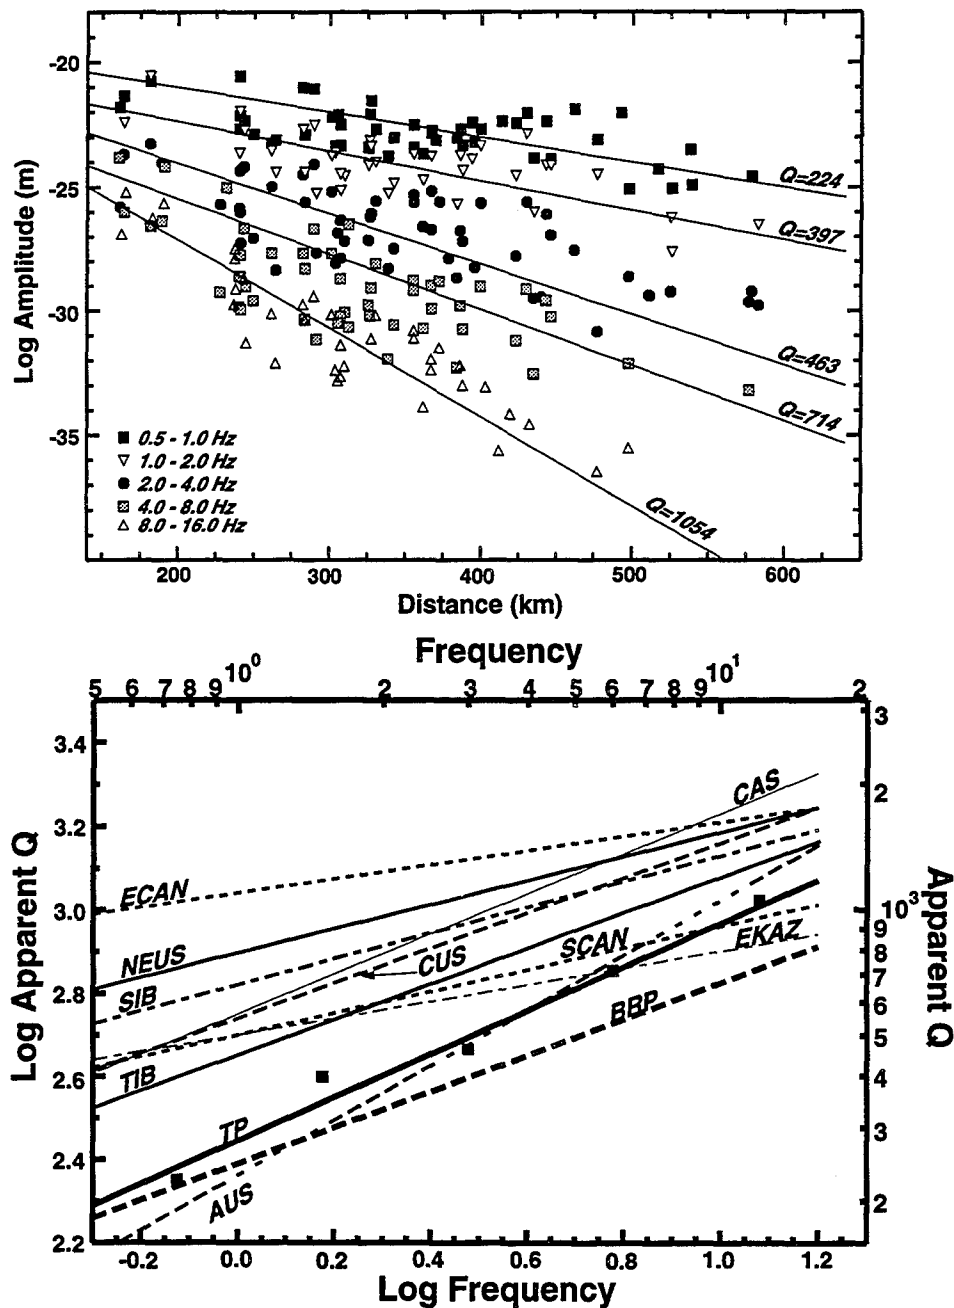 -20
-25
-30
-35
Log Amplitude (m)
Q=224
Q=397
Q=463
Q=714
Q=1054
0.5 - 1.0 Hz
1.0 - 2.0 Hz
2.0 - 4.0 Hz
4.0 - 8.0 Hz
8.0 - 16.0 Hz
200 300 400 500 600
Distance (km)
Frequency
5 6 7 8 9 10^0 2 3 4 5 6 7 8 9 10^1 2
3.4
3.2
3.0
2.8
2.6
2.4
2.2
Log Apparent Q
CAS
ECAN
NEUS
SCAN
EKAZ
CUS
SIB
BBP
TIB
TP
AUS
3
2
10^3
9
8
7
6
5
4
3
2
Apparent Q
-0.2 0.0 0.2 0.4 0.6 0.8 1.0 1.2
Log Frequency